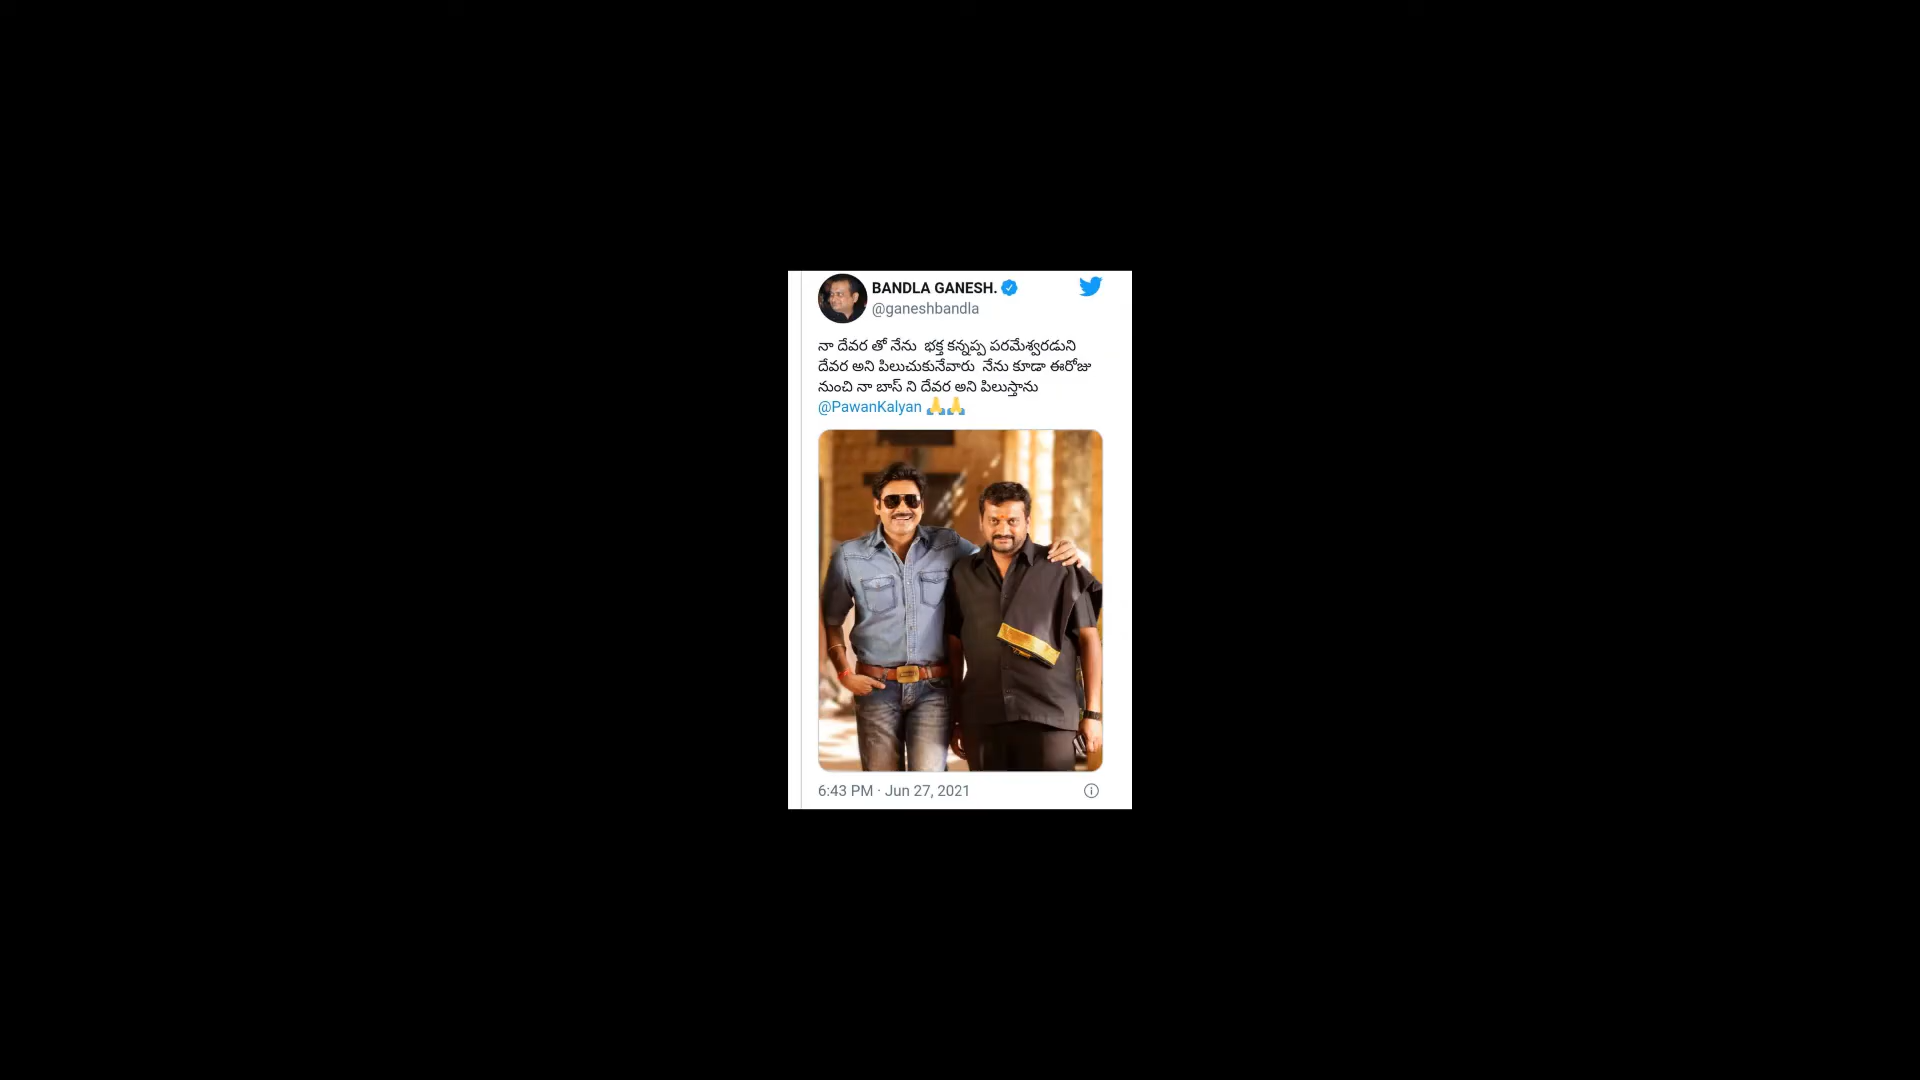 BANDLA GANESH.
@ganeshbandla
నా దేవర తో నేను  భక్త కన్నప్ప పరమేశ్వరడుని
దేవర అని పిలుచుకునేవారు  నేను కూడా ఈరోజు
నుంచి నా బాస్ ని దేవర అని పిలుస్తాను
@PawanKalyan 🙏🙏
6:43 PM · Jun 27, 2021